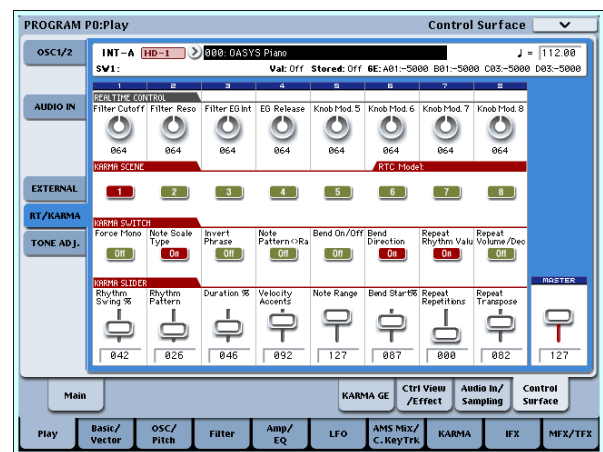 PROGRAM P0:Play Control Surface
OSC1/2
AUDIO IN
EXTERNAL
RT/KARMA
TONE ADJ.
INT-A HD-1 000: OASYS Piano ♩ = 112.00
SW1: Val: Off Stored: Off GE: A01:-5000 B01:-5000 C03:-5000 D03:-5000
1 2 3 4 5 6 7 8
REALTIME CONTROL
Filter Cutoff Filter Reso Filter EG Int EG Release Knob Mod. 5 Knob Mod. 6 Knob Mod. 7 Knob Mod. 8
064 064 064 064 064 064 064 064
KARMA SCENE RTC Model:
1 2 3 4 5 6 7 8
KARMA SWITCH
Force Mono Note Scale Type Invert Phrase Note Pattern<>Ra Bend On/Off Bend Direction Repeat Rhythm Valu Repeat Volume/Dec
Off On Off Off Off On On Off
KARMA SLIDER MASTER
Rhythm Swing % Rhythm Pattern Duration % Velocity Accents Note Range Bend Start% Repeat Repetitions Repeat Transpose
042 026 046 092 127 087 000 082 127
Main KARMA GE Ctrl View /Effect Audio In/ Sampling Control Surface
Play Basic/ Vector OSC/ Pitch Filter Amp/ EQ LFO AMS Mix/ C. KeyTrk KARMA IFX MFX/TFX